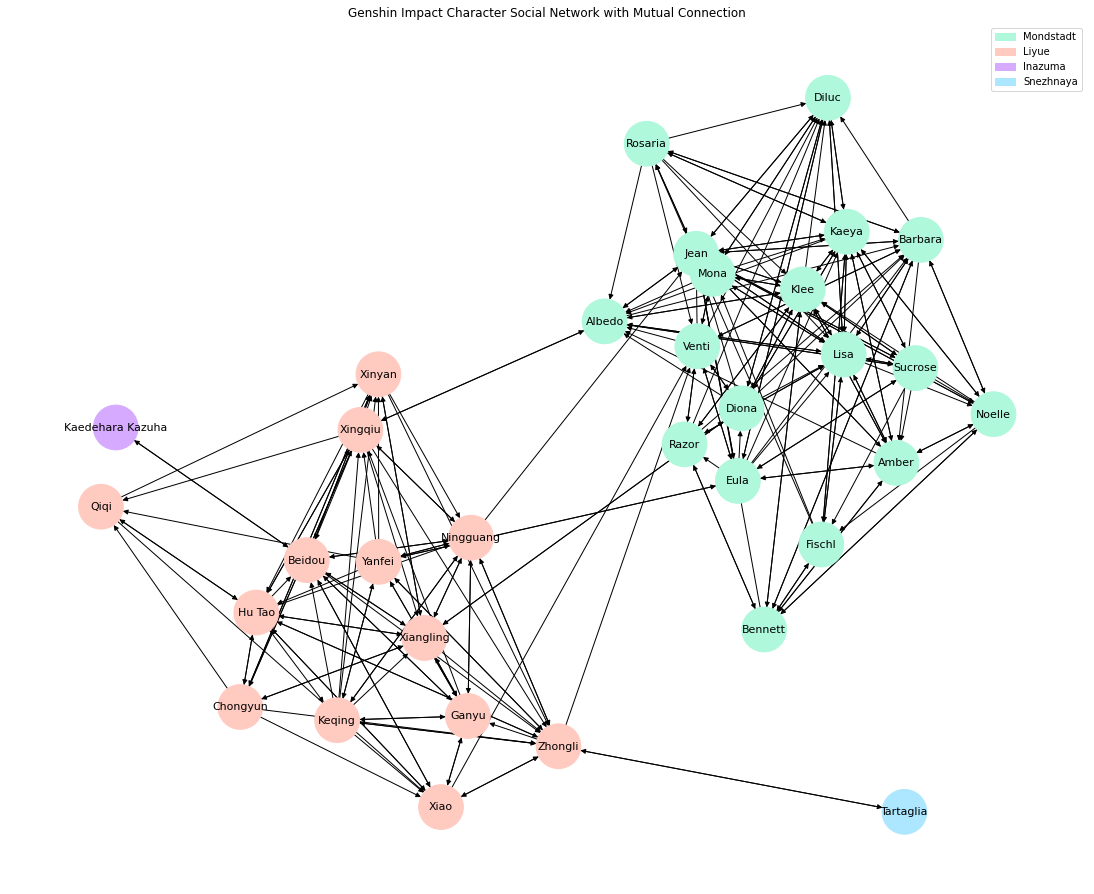 Genshin Impact Character Social Network with Mutual Connection
Mondstadt
Liyue
Inazuma
Snezhnaya
Diluc
Rosaria
Kaeya
Barbara
Jean
Mona
Klee
Albedo
Venti
Lisa
Sucrose
Xinyan
Diona
Noelle
Kaedehara Kazuha
Xingqiu
Razor
Amber
Eula
Qiqi
Ningguang
Fischl
Beidou
Yanfei
Hu Tao
Bennett
Xiangling
Chongyun
Ganyu
Keqing
Zhongli
Xiao
Tartaglia